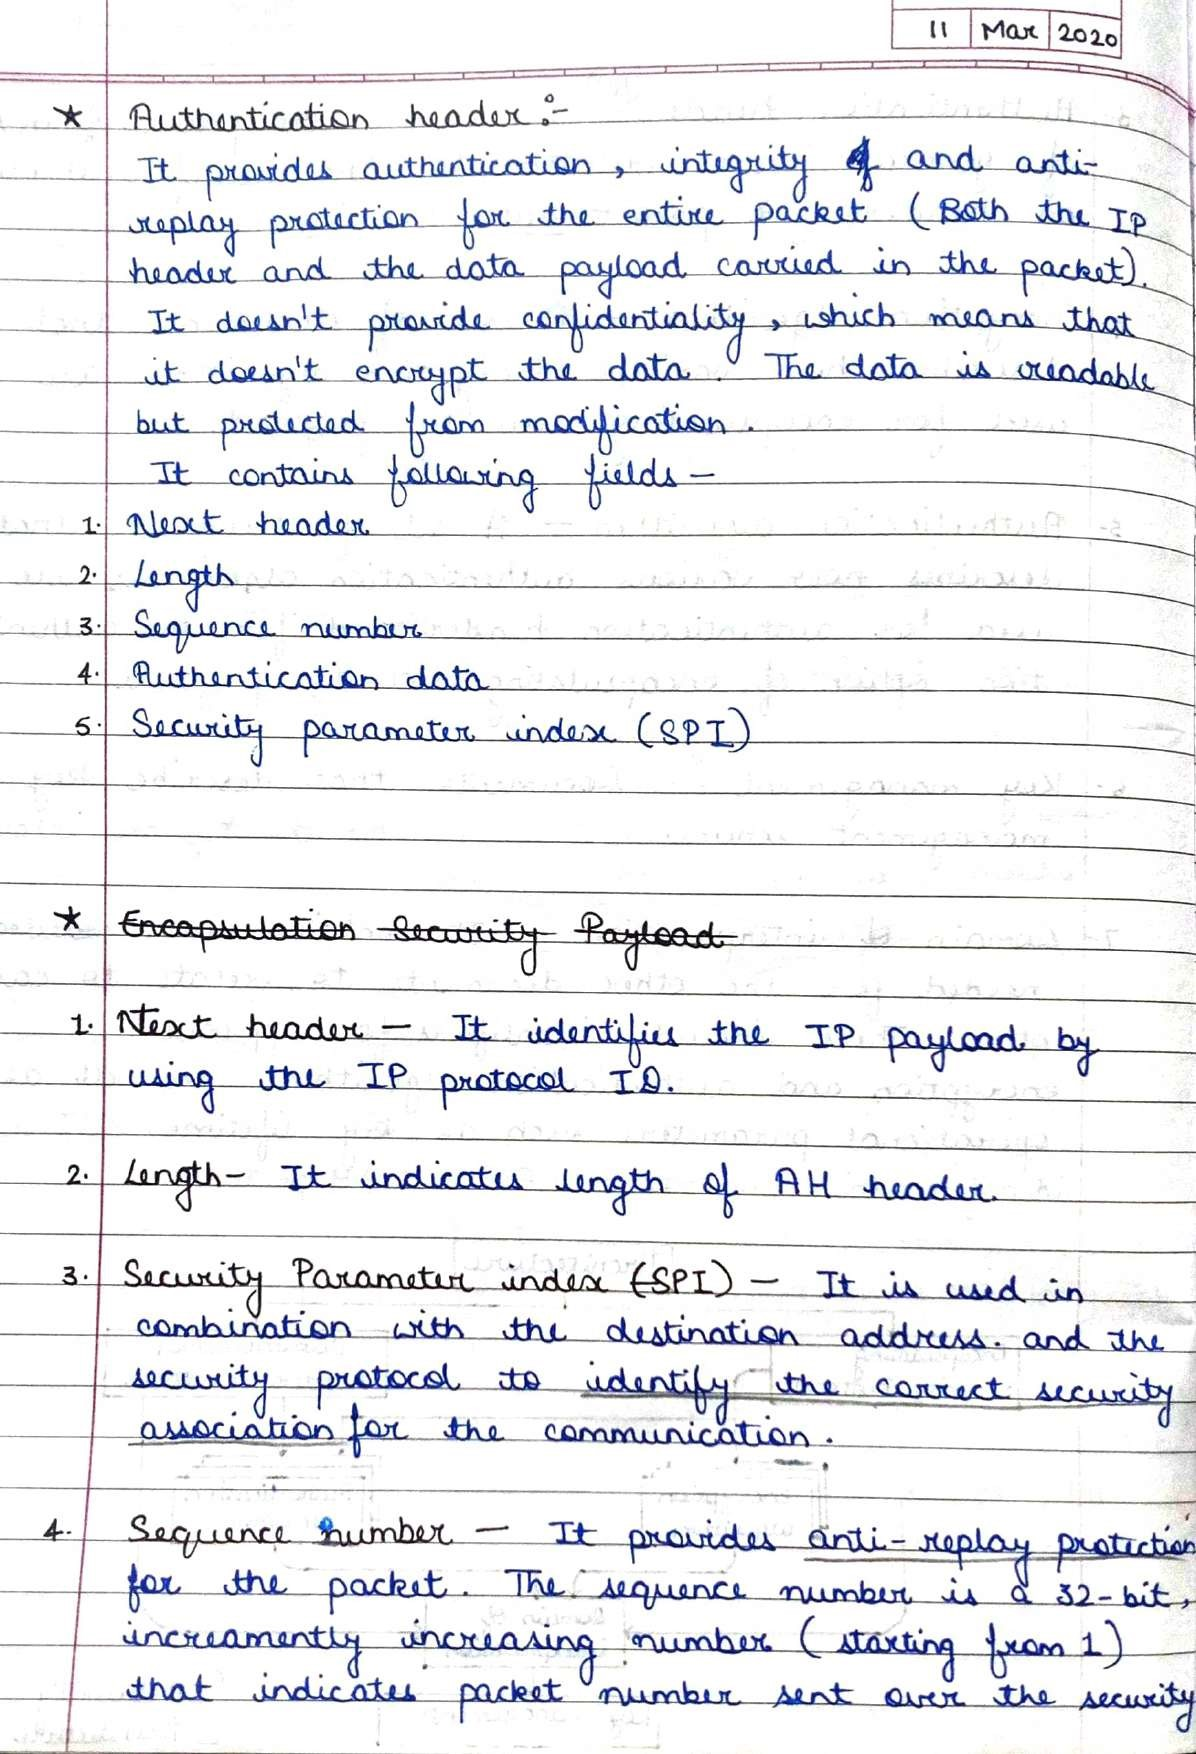 11 Mar 2020
* Authentication header :-
It provides authentication, integrity and anti-
replay protection for the entire packet (Both the IP
header and the data payload carried in the packet).
It doesn't provide confidentiality, which means that
it doesn't encrypt the data. The data is readable
but protected from modification.
It contains following fields -
1. Next header
2. Length
3. Sequence number
4. Authentication data
5. Security parameter index (SPI)
* Encapsulation Security Payload
1. Next header - It identifies the IP payload by
using the IP protocol ID.
2. Length - It indicates length of AH header.
3. Security Parameter index (SPI) - It is used in
combination with the destination address. and the
security protocol to identify the correct security
association for the communication.
4. Sequence number - It provides anti-replay protection
for the packet. The sequence number is a 32-bit,
increamently increasing number (starting from 1)
that indicates packet number sent over the security